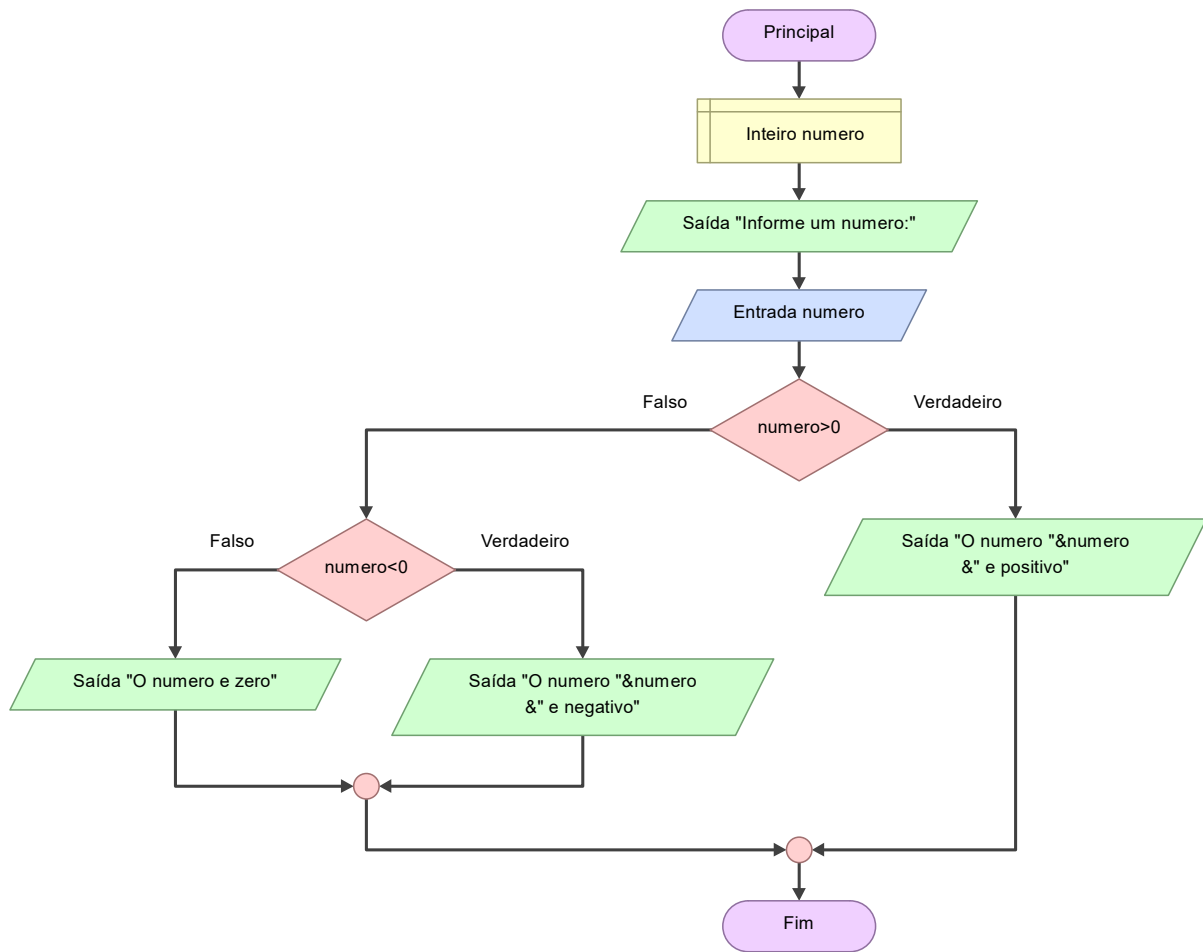 Principal
Inteiro numero
Saída "Informe um numero:"
Entrada numero
Falso
Verdadeiro
numero>0
Falso
Verdadeiro
numero<0
Saída "O numero "&numero
&" e positivo"
Saída "O numero e zero"
Saída "O numero "&numero
&" e negativo"
Fim